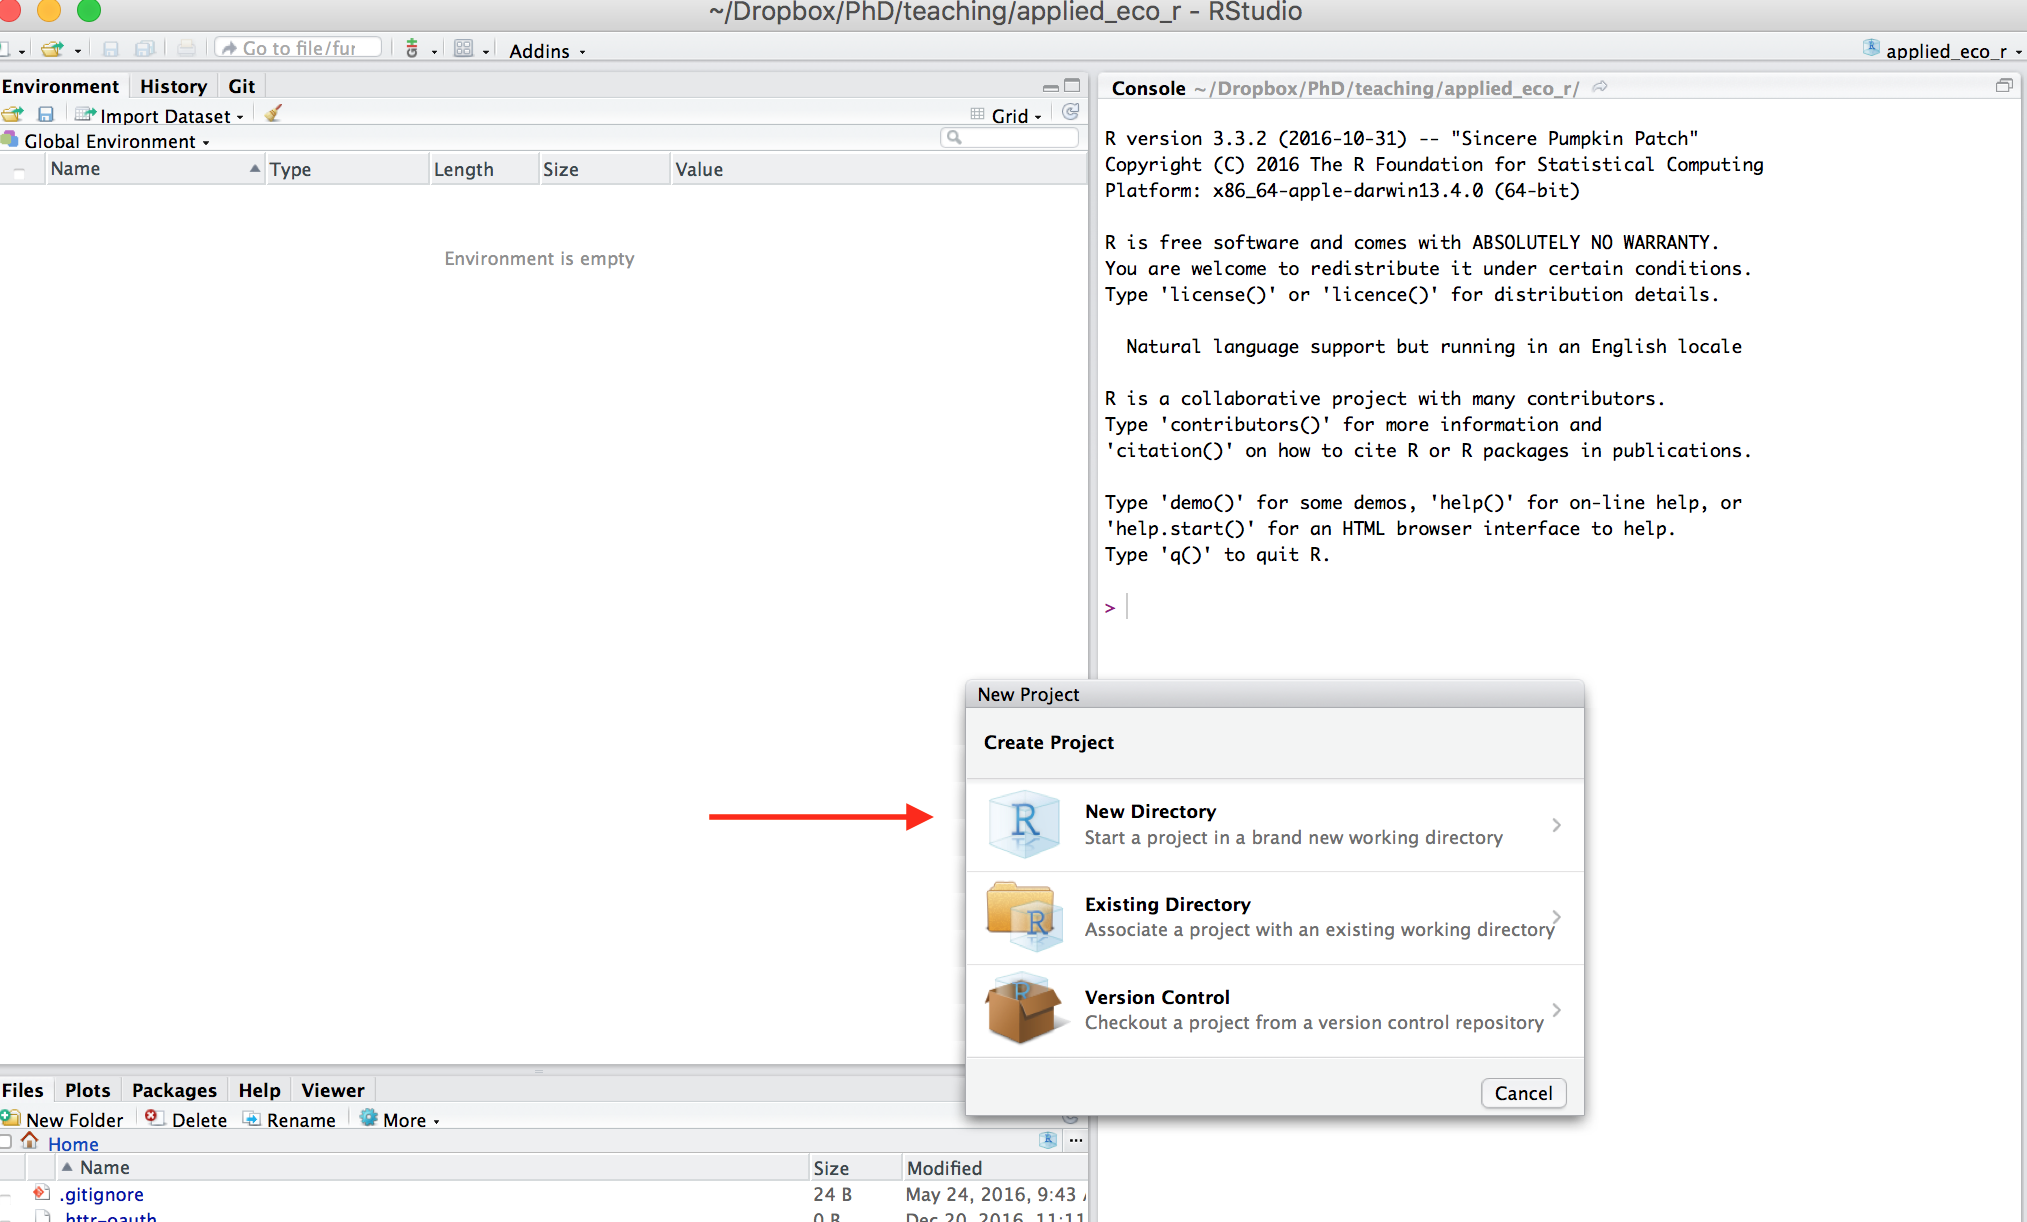 ~/Dropbox/PhD/teaching/applied_eco_r - RStudio
Go to file/fur
Addins
applied_eco_r
Environment History Git
Import Dataset
Grid
Global Environment
Name Type Length Size Value
Environment is empty
Console ~/Dropbox/PhD/teaching/applied_eco_r/
R version 3.3.2 (2016-10-31) -- "Sincere Pumpkin Patch"
Copyright (C) 2016 The R Foundation for Statistical Computing
Platform: x86_64-apple-darwin13.4.0 (64-bit)
R is free software and comes with ABSOLUTELY NO WARRANTY.
You are welcome to redistribute it under certain conditions.
Type 'license()' or 'licence()' for distribution details.
Natural language support but running in an English locale
R is a collaborative project with many contributors.
Type 'contributors()' for more information and
'citation()' on how to cite R or R packages in publications.
Type 'demo()' for some demos, 'help()' for on-line help, or
'help.start()' for an HTML browser interface to help.
Type 'q()' to quit R.
>
New Project
Create Project
New Directory
Start a project in a brand new working directory
Existing Directory
Associate a project with an existing working directory
Version Control
Checkout a project from a version control repository
Cancel
Files Plots Packages Help Viewer
New Folder Delete Rename More
Home
Name Size Modified
.gitignore 24 B May 24, 2016, 9:43
.httr-oauth 0 B Dec 20, 2016, 11:11